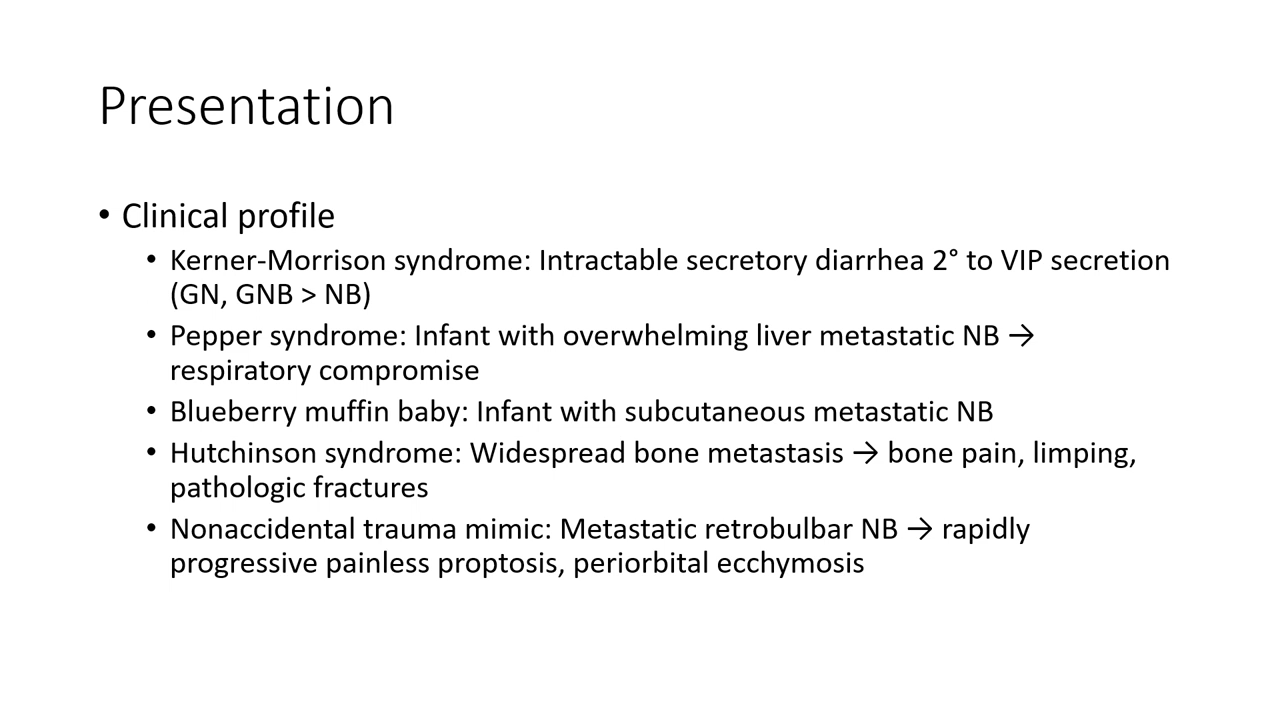 Presentation
• Clinical profile
• Kerner-Morrison syndrome: Intractable secretory diarrhea 2° to VIP secretion
(GN, GNB > NB)
• Pepper syndrome: Infant with overwhelming liver metastatic NB →
respiratory compromise
• Blueberry muffin baby: Infant with subcutaneous metastatic NB
• Hutchinson syndrome: Widespread bone metastasis → bone pain, limping,
pathologic fractures
• Nonaccidental trauma mimic: Metastatic retrobulbar NB → rapidly
progressive painless proptosis, periorbital ecchymosis